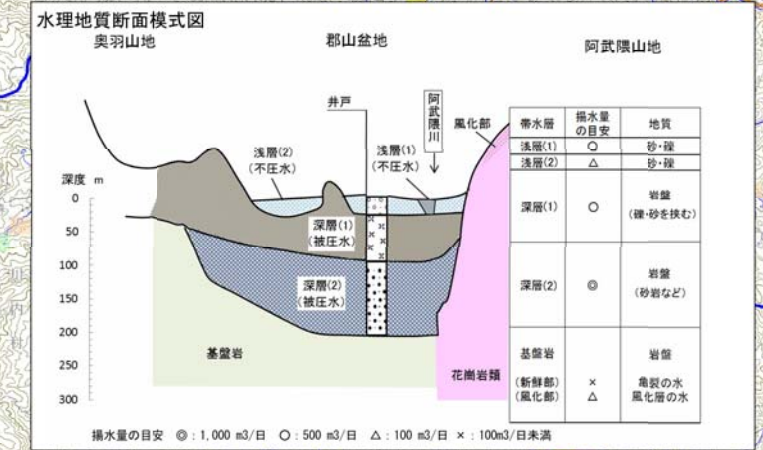 水理地質断面模式図
奥羽山地
郡山盆地
阿武隈山地
井戸
阿武隈川
風化部
浅層(2)
(不圧水)
浅層(1)
(不圧水)
深度 m
0
50
100
150
200
250
300
深層(1)
(被圧水)
深層(2)
(被圧水)
基盤岩
花崗岩類
帯水層 揚水量の目安 地質
浅層(1) ○ 砂・礫
浅層(2) △ 砂・礫
深層(1) ○ 岩盤
(礫・砂を挟む)
深層(2) ◎ 岩盤
(砂岩など)
基盤岩 岩盤
(新鮮部) × 亀裂の水
(風化部) △ 風化層の水
揚水量の目安 ◎:1,000 m3/日 ○:500 m3/日 △:100 m3/日 ×:100m3/日未満
川内村